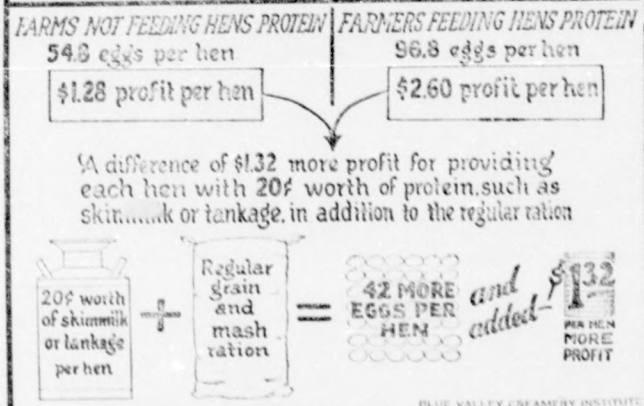 FARMS NOT FEEDING HENS PROTEIN
54.8 eggs per hen
$1.28 profit per hen
FARMERS FEEDING HENS PROTEIN
96.8 eggs per hen
$2.60 profit per hen
A difference of $1.32 more profit for providing
each hen with 20¢ worth of protein, such as
skimmilk or tankage, in addition to the regular ration
20¢ worth
of skimmilk
or tankage
per hen
+
Regular
grain
and
mash
ration
=
42 MORE
EGGS PER
HEN
and
added-
$1.32
PER HEN
MORE
PROFIT
BLUE VALLEY CREAMERY INSTITUTE